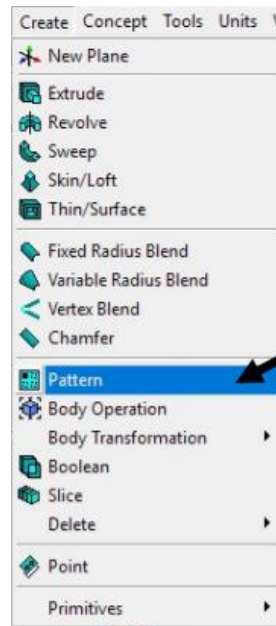 Create Concept Tools Units
New Plane
Extrude
Revolve
Sweep
Skin/Loft
Thin/Surface
Fixed Radius Blend
Variable Radius Blend
Vertex Blend
Chamfer
Pattern
Body Operation
Body Transformation
Boolean
Slice
Delete
Point
Primitives